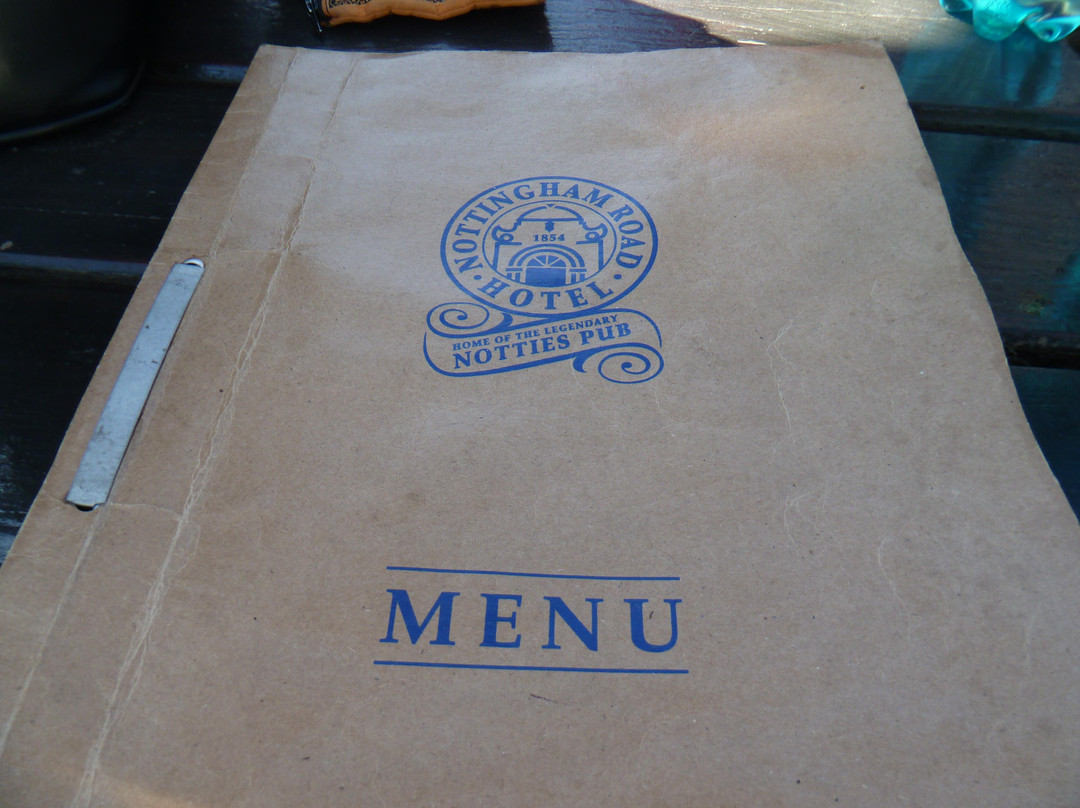 NOTTINGHAM ROAD
1854
• HOTEL •
HOME OF THE LEGENDARY
NOTTIES PUB
MENU